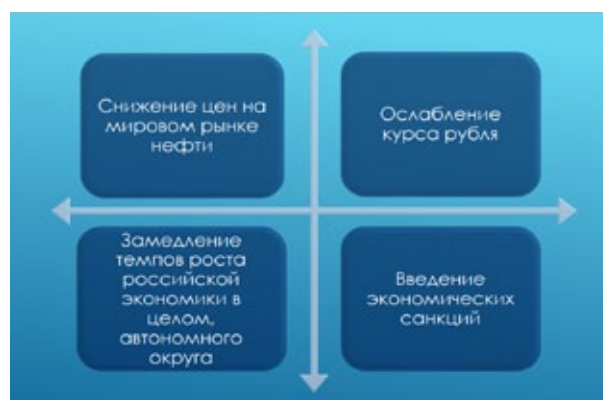 Снижение цен на
мировом рынке
нефти
Ослабление
курса рубля
Замедление
темпов роста
российской
экономики в
целом,
автономного
округа
Введение
экономических
санкций